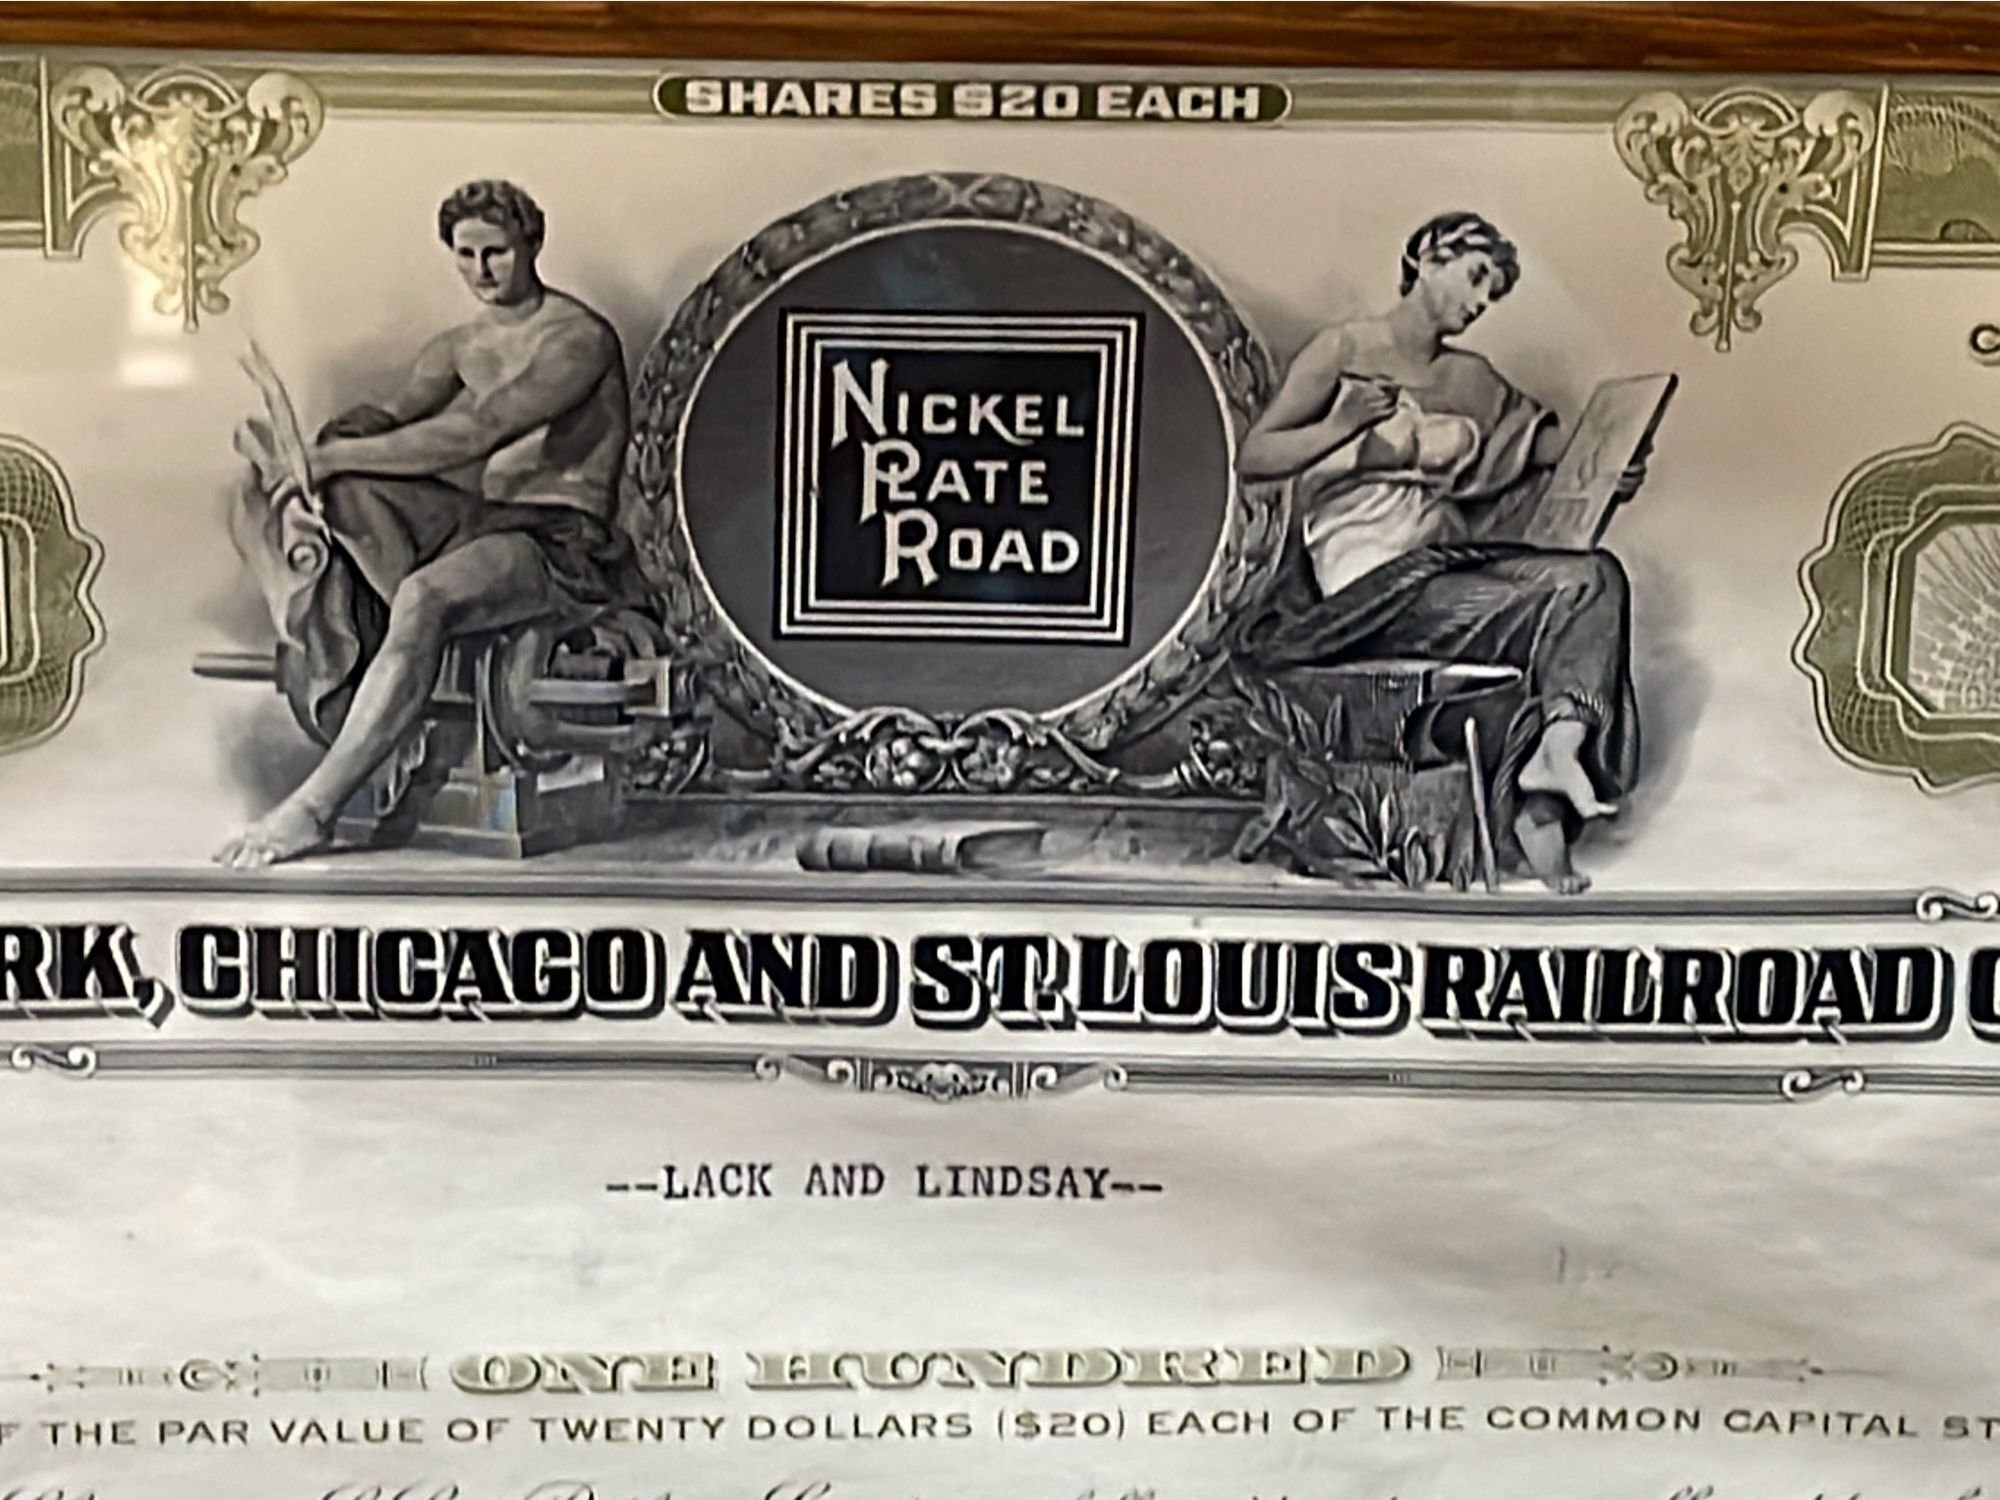 SHARES $20 EACH
NICKEL
PLATE
ROAD
RK, CHICAGO AND ST. LOUIS RAILROAD C
--LACK AND LINDSAY--
ONE HUNDRED
F THE PAR VALUE OF TWENTY DOLLARS ($20) EACH OF THE COMMON CAPITAL ST